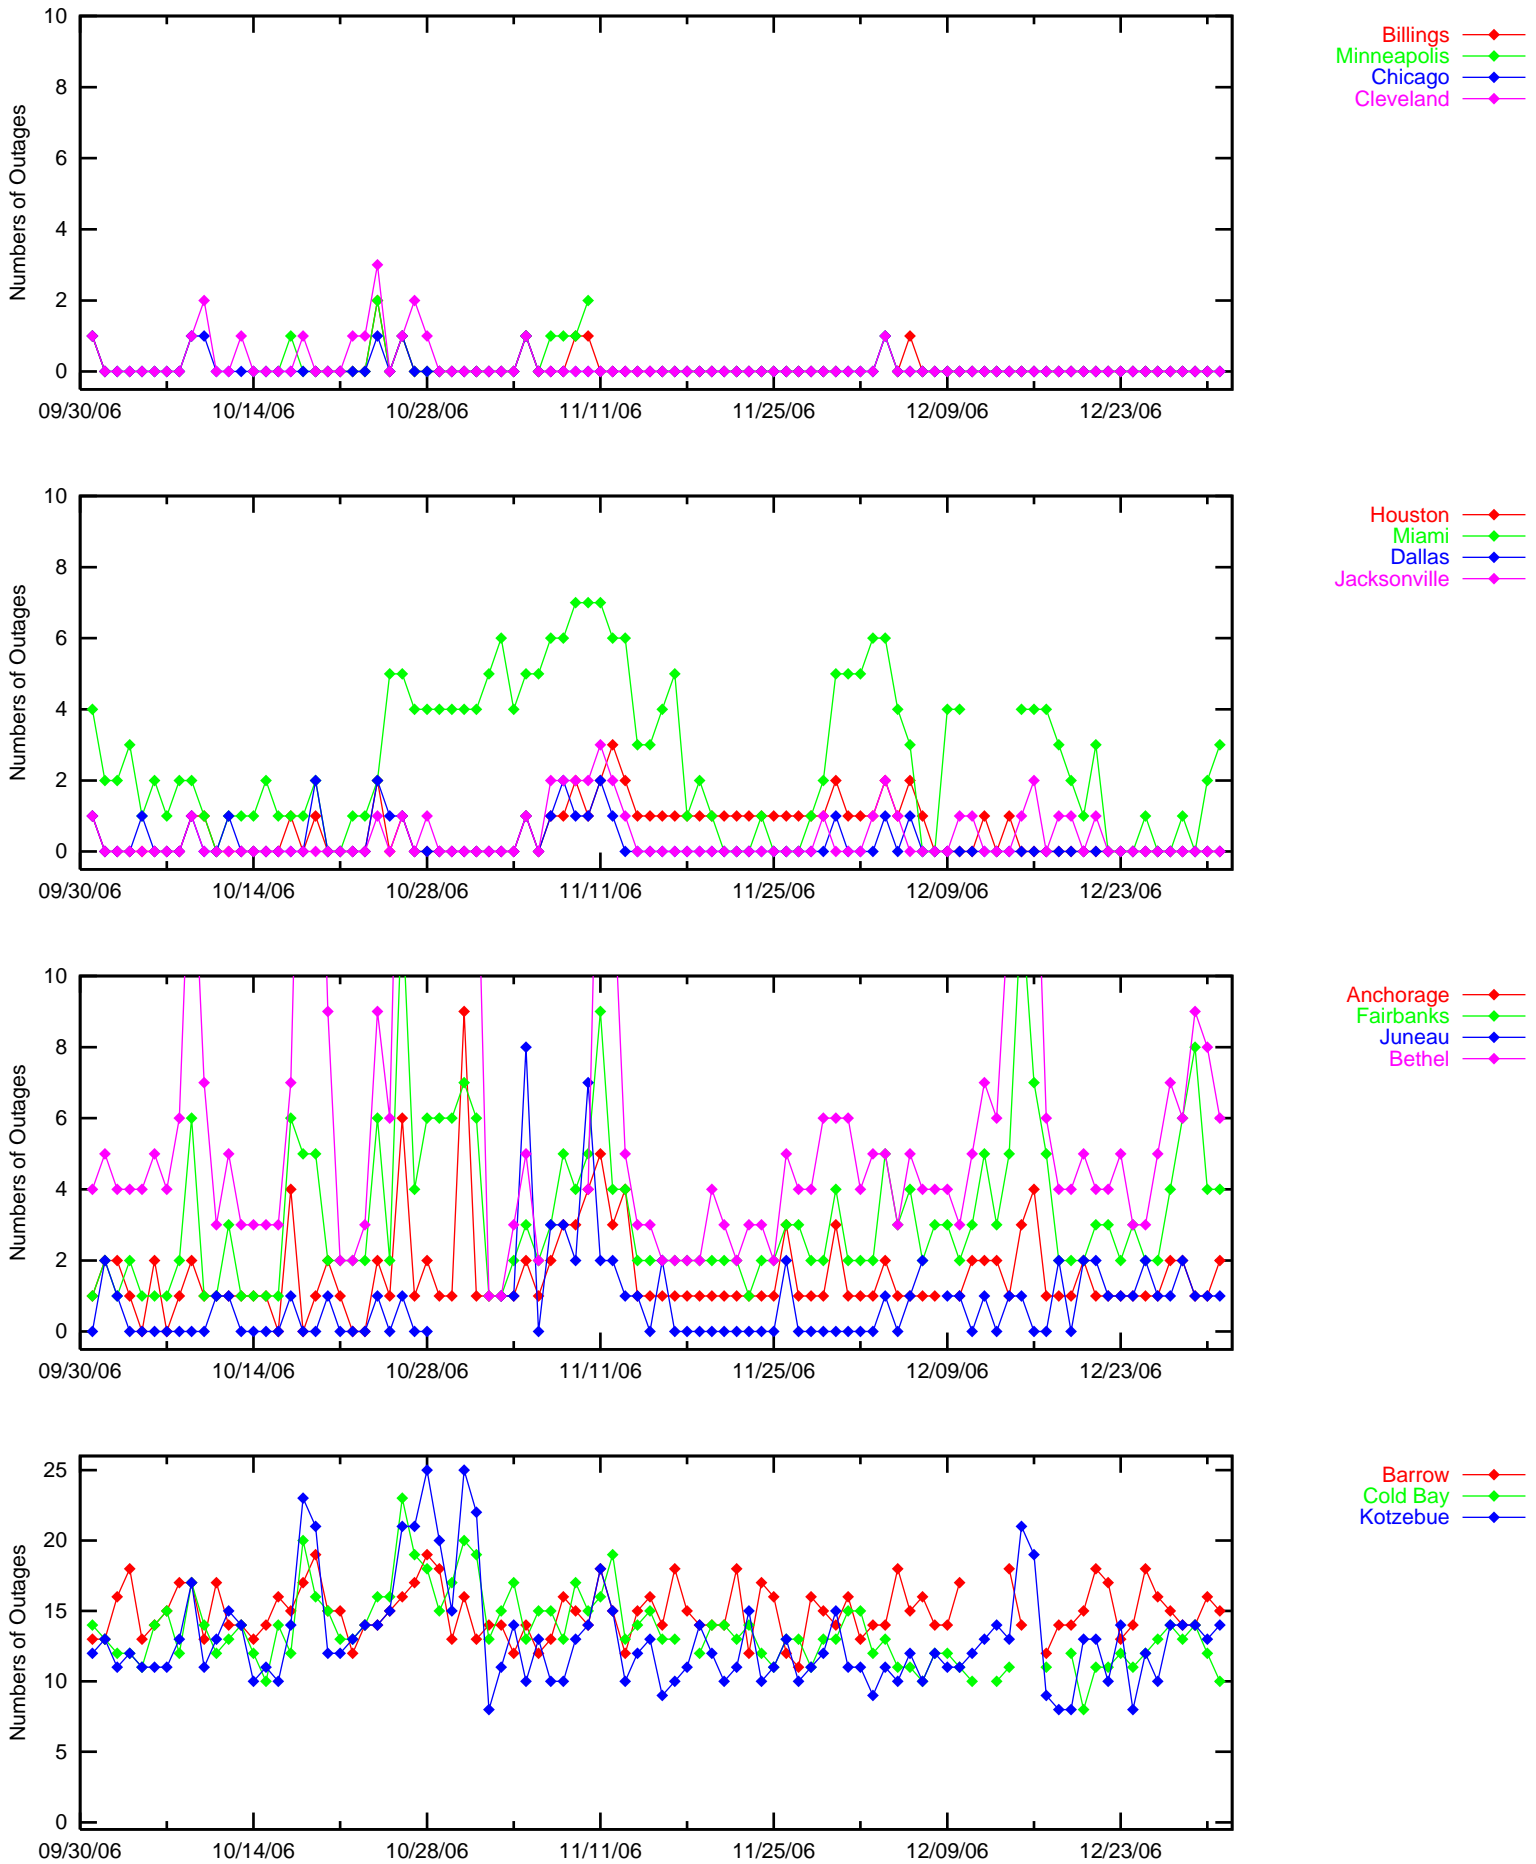 10
8
6
4
2
0
Numbers of Outages
09/30/06 10/14/06 10/28/06 11/11/06 11/25/06 12/09/06 12/23/06
Billings
Minneapolis
Chicago
Cleveland
10
8
6
4
2
0
Numbers of Outages
09/30/06 10/14/06 10/28/06 11/11/06 11/25/06 12/09/06 12/23/06
Houston
Miami
Dallas
Jacksonville
10
8
6
4
2
0
Numbers of Outages
09/30/06 10/14/06 10/28/06 11/11/06 11/25/06 12/09/06 12/23/06
Anchorage
Fairbanks
Juneau
Bethel
25
20
15
10
5
0
Numbers of Outages
09/30/06 10/14/06 10/28/06 11/11/06 11/25/06 12/09/06 12/23/06
Barrow
Cold Bay
Kotzebue